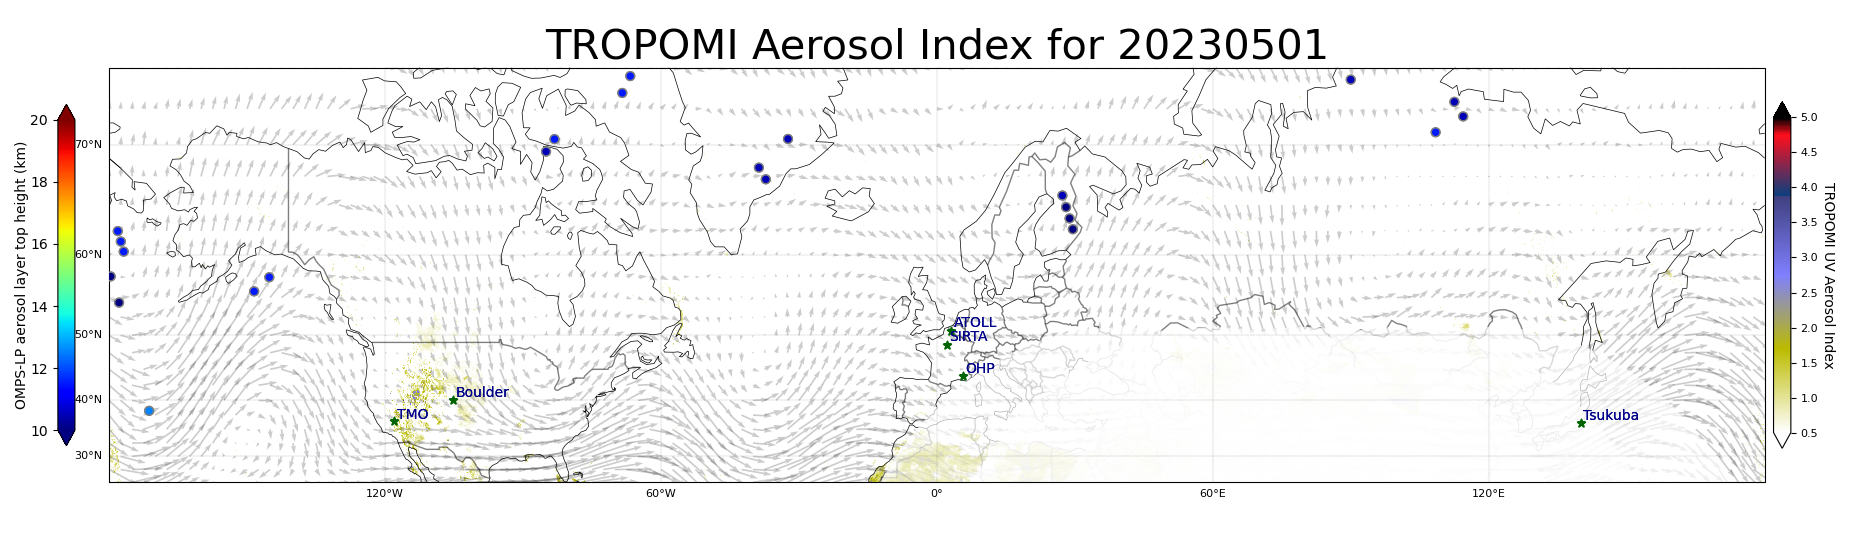 TROPOMI Aerosol Index for 20230501
OMPS-LP aerosol layer top height (km)
20
18
16
14
12
10
70°N
60°N
50°N
40°N
30°N
120°W
60°W
0°
60°E
120°E
ATOLL
SIRTA
OHP
Boulder
TMO
Tsukuba
5.0
4.5
4.0
3.5
3.0
2.5
2.0
1.5
1.0
0.5
TROPOMI UV Aerosol Index